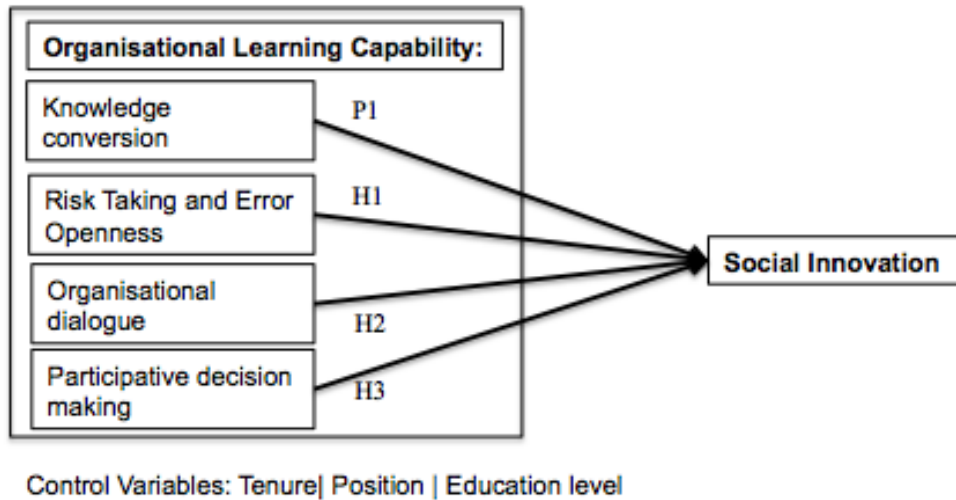 Organisational Learning Capability:
Knowledge
conversion
P1
Risk Taking and Error
Openness
H1
Organisational
dialogue
H2
Participative decision
making
H3
Social Innovation
Control Variables: Tenure| Position | Education level